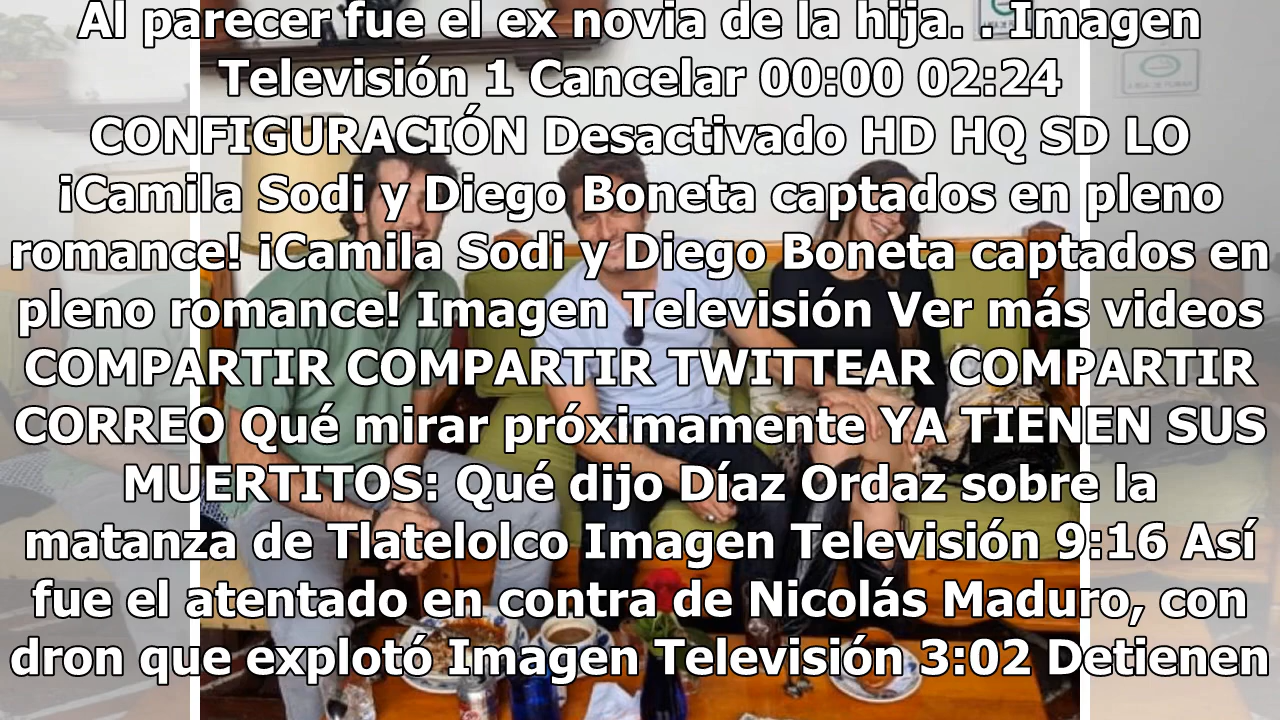 Al parecer fue el ex novia de la hija. . Imagen
Televisión 1 Cancelar 00:00 02:24
CONFIGURACIÓN Desactivado HD HQ SD LO
¡Camila Sodi y Diego Boneta captados en pleno
romance! ¡Camila Sodi y Diego Boneta captados en
pleno romance! Imagen Televisión Ver más videos
COMPARTIR COMPARTIR TWITTEAR COMPARTIR
CORREO Qué mirar próximamente YA TIENEN SUS
MUERTITOS: Qué dijo Díaz Ordaz sobre la
matanza de Tlatelolco Imagen Televisión 9:16 Así
fue el atentado en contra de Nicolás Maduro, con
dron que explotó Imagen Televisión 3:02 Detienen